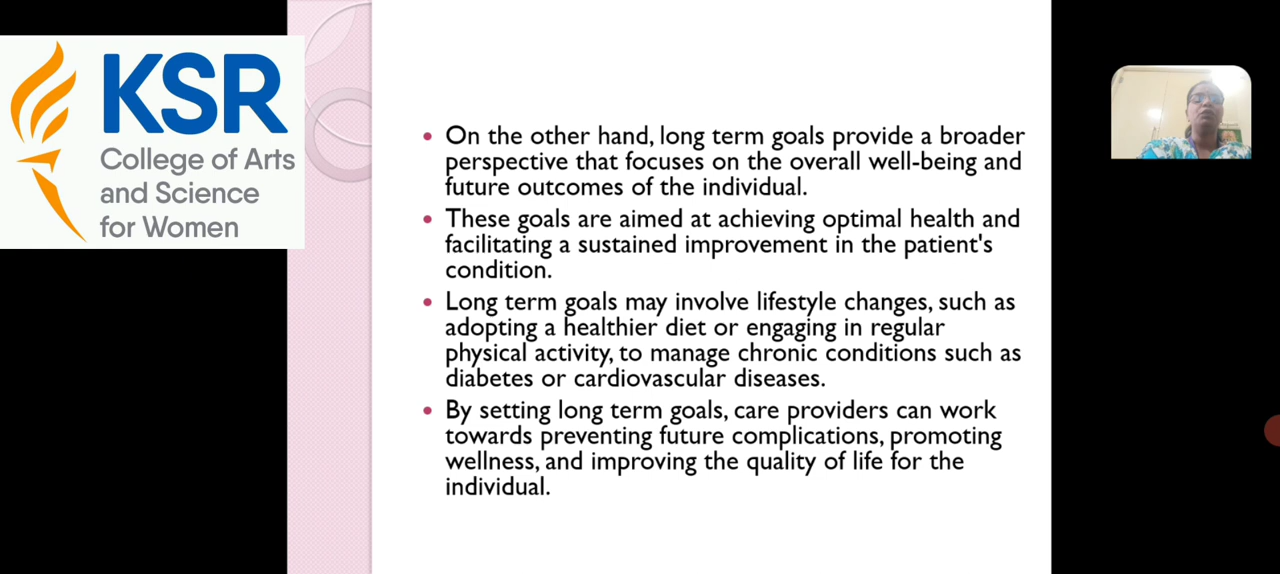 KSR
College of Arts
and Science
for Women
• On the other hand, long term goals provide a broader
perspective that focuses on the overall well-being and
future outcomes of the individual.
• These goals are aimed at achieving optimal health and
facilitating a sustained improvement in the patient's
condition.
• Long term goals may involve lifestyle changes, such as
adopting a healthier diet or engaging in regular
physical activity, to manage chronic conditions such as
diabetes or cardiovascular diseases.
• By setting long term goals, care providers can work
towards preventing future complications, promoting
wellness, and improving the quality of life for the
individual.